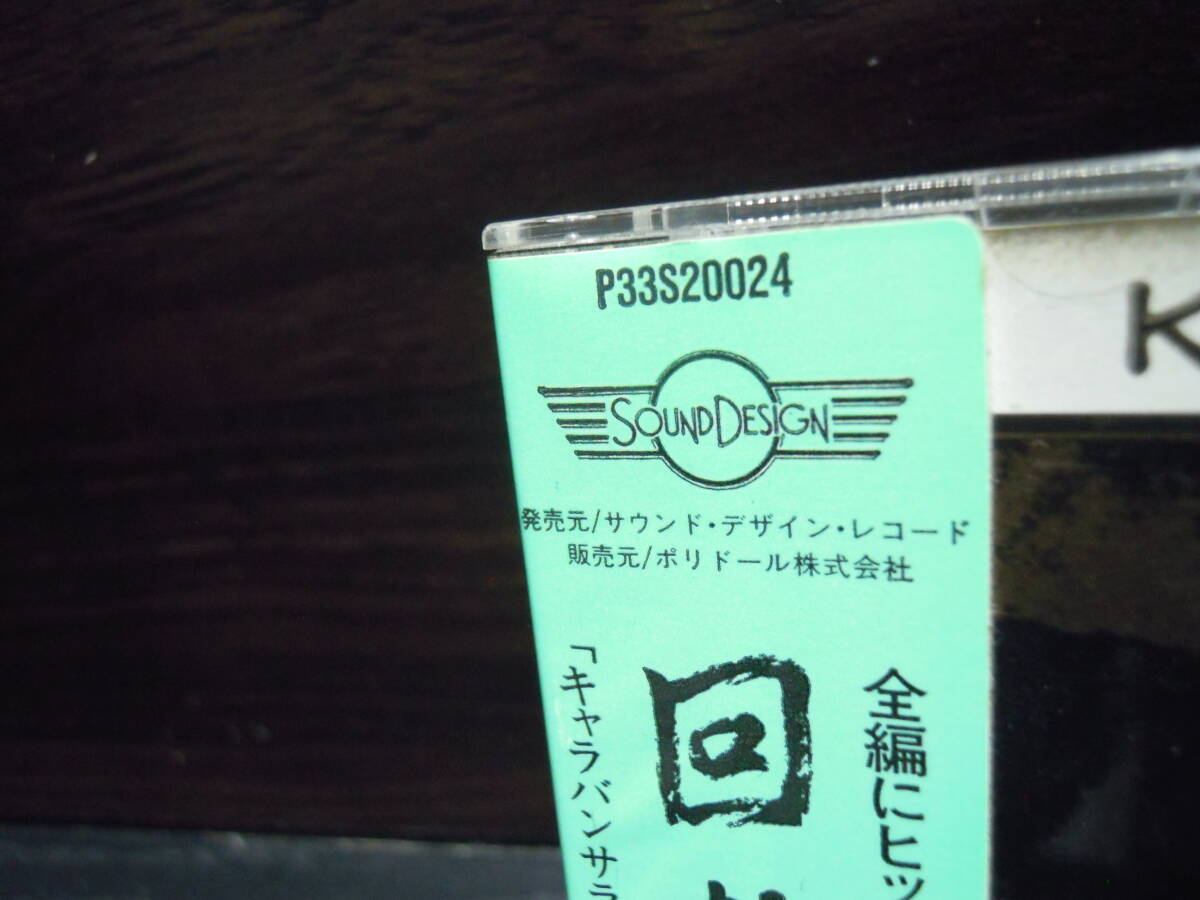 P33S20024
SOUND DESIGN
発売元/サウンド・デザイン・レコード
販売元/ポリドール株式会社
全編にヒッ
回
「キャラバンサラ
K